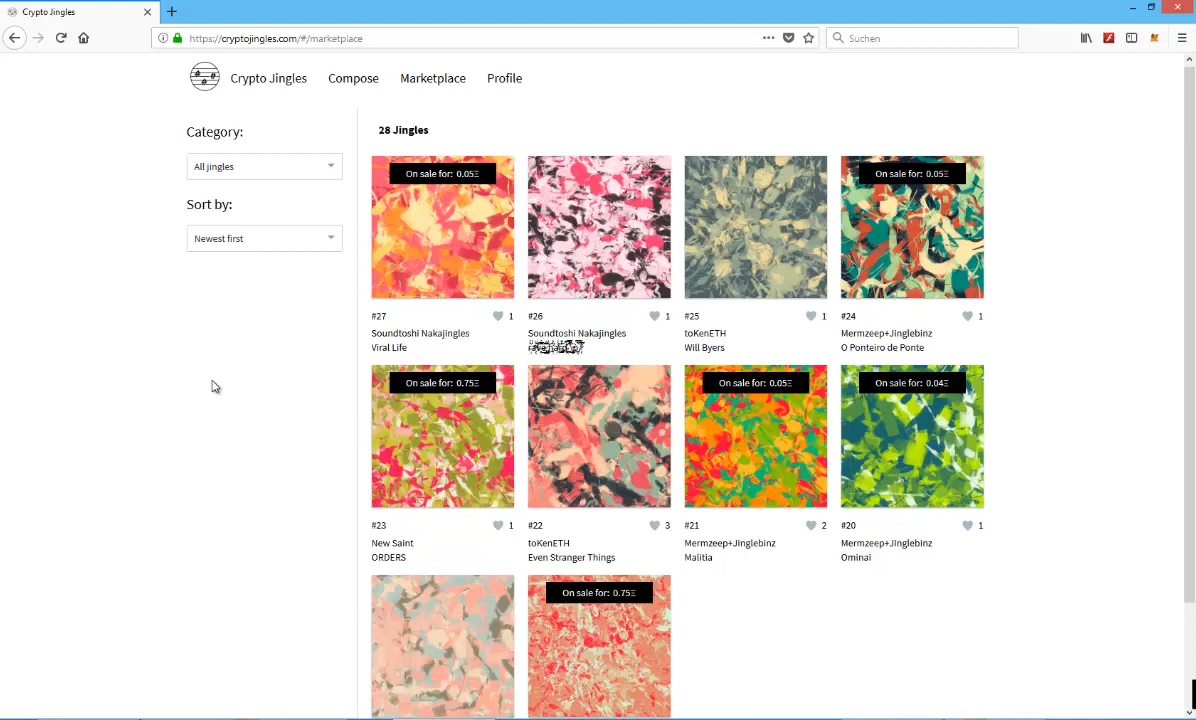 Crypto Jingles
https://cryptojingles.com/#/marketplace
Suchen
Crypto Jingles Compose Marketplace Profile
Category:
All jingles
Sort by:
Newest first
28 Jingles
On sale for: 0.05Ξ
On sale for: 0.05Ξ
#27 1
Soundtoshi Nakajingles
Viral Life
#26 1
Soundtoshi Nakajingles
#25 1
toKenETH
Will Byers
#24 1
Mermzeep+Jinglebinz
O Ponteiro de Ponte
On sale for: 0.75Ξ
On sale for: 0.05Ξ
On sale for: 0.04Ξ
#23 1
New Saint
ORDERS
#22 3
toKenETH
Even Stranger Things
#21 2
Mermzeep+Jinglebinz
Malitia
#20 1
Mermzeep+Jinglebinz
Ominai
On sale for: 0.75Ξ